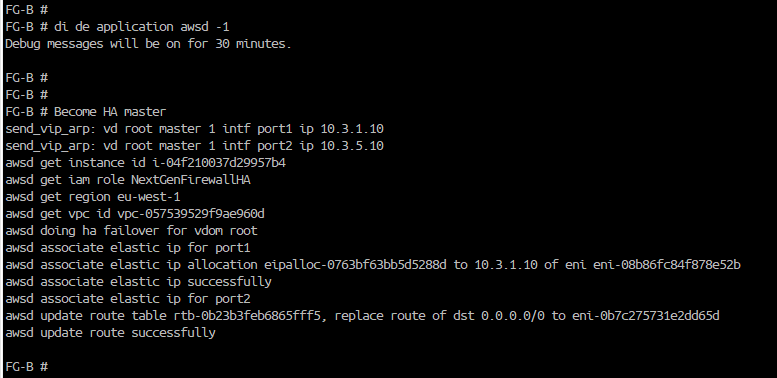 FG-B #
FG-B # di de application awsd -1
Debug messages will be on for 30 minutes.
FG-B #
FG-B #
FG-B # Become HA master
send_vip_arp: vd root master 1 intf port1 ip 10.3.1.10
send_vip_arp: vd root master 1 intf port2 ip 10.3.5.10
awsd get instance id i-04f210037d29957b4
awsd get iam role NextGenFirewallHA
awsd get region eu-west-1
awsd get vpc id vpc-057539529f9ae960d
awsd doing ha failover for vdom root
awsd associate elastic ip for port1
awsd associate elastic ip allocation eipalloc-0763bf63bb5d5288d to 10.3.1.10 of eni eni-08b86fc84f878e52b
awsd associate elastic ip successfully
awsd associate elastic ip for port2
awsd update route table rtb-0b23b3feb6865fff5, replace route of dst 0.0.0.0/0 to eni-0b7c275731e2dd65d
awsd update route successfully
FG-B #